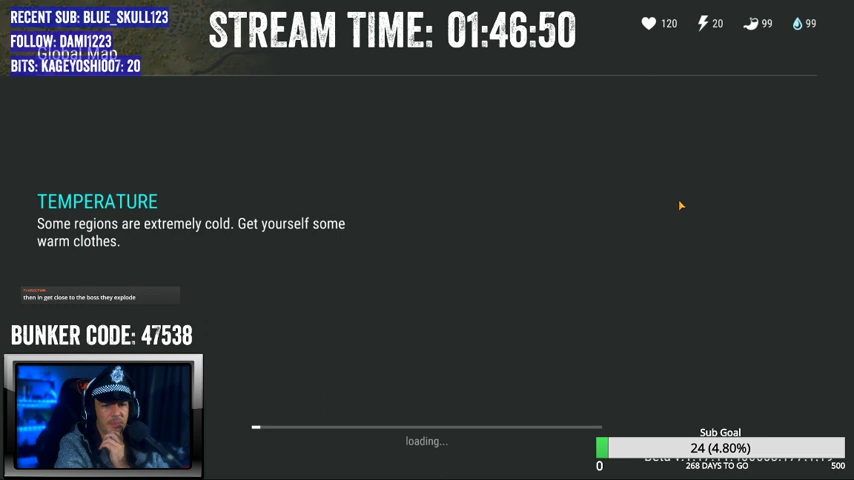 RECENT SUB: BLUE_SKULL123
STREAM TIME: 01:46:50
120
20
99
99
FOLLOW: DAMI1223
Global Map
BITS: KAGEYOSHI007: 20
TEMPERATURE
Some regions are extremely cold. Get yourself some
warm clothes.
then in get close to the boss they explode
BUNKER CODE: 47538
loading...
Sub Goal
24 (4.80%)
0
268 DAYS TO GO
500